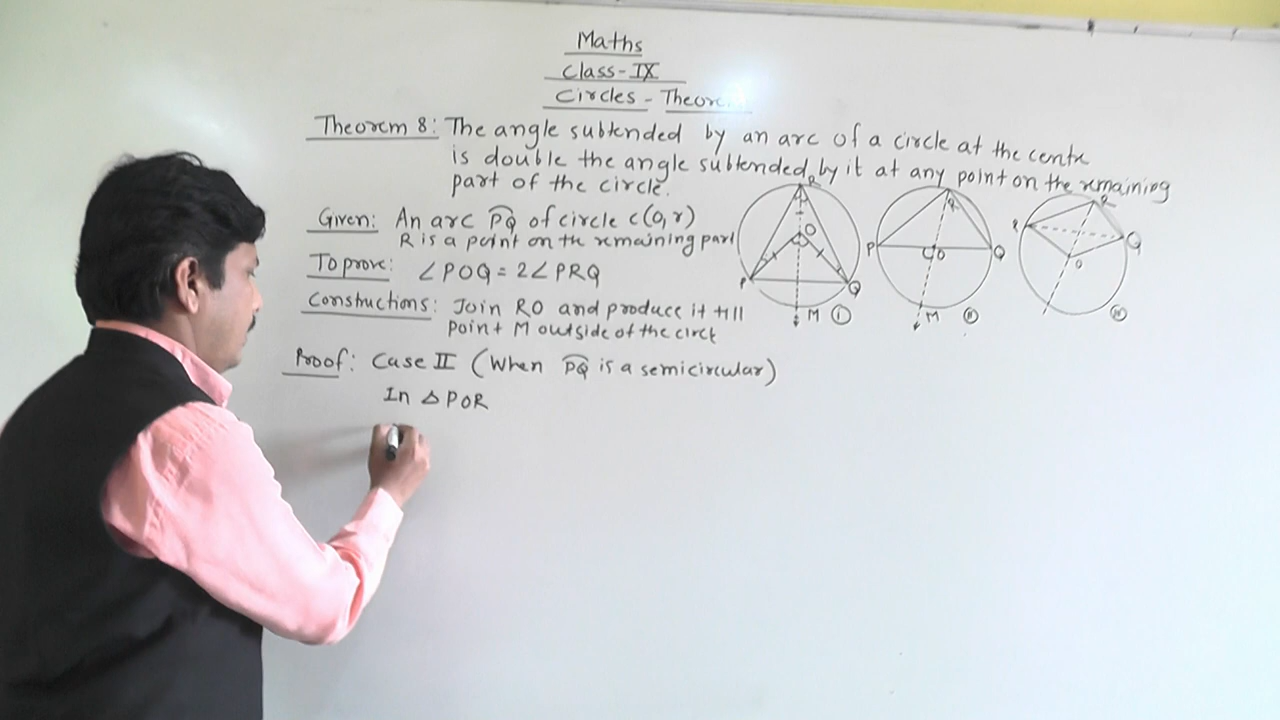 Maths
Class-IX
Circles - Theore
Theorem 8: The angle subtended by an arc of a circle at the centre
is double the angle subtended by it at any point on the remaining
part of the circle.
Given: An arc PQ of circle C(O,r)
R is a point on the remaining part
To prove: ∠POQ = 2∠PRQ
Constructions: Join RO and produce it till
point M outside of the circle
Proof: Case II (When PQ is a semicircular)
In △POR
R
O
P
Q
M
(i)
R
P
O
Q
M
(ii)
R
P
Q
O
(iii)